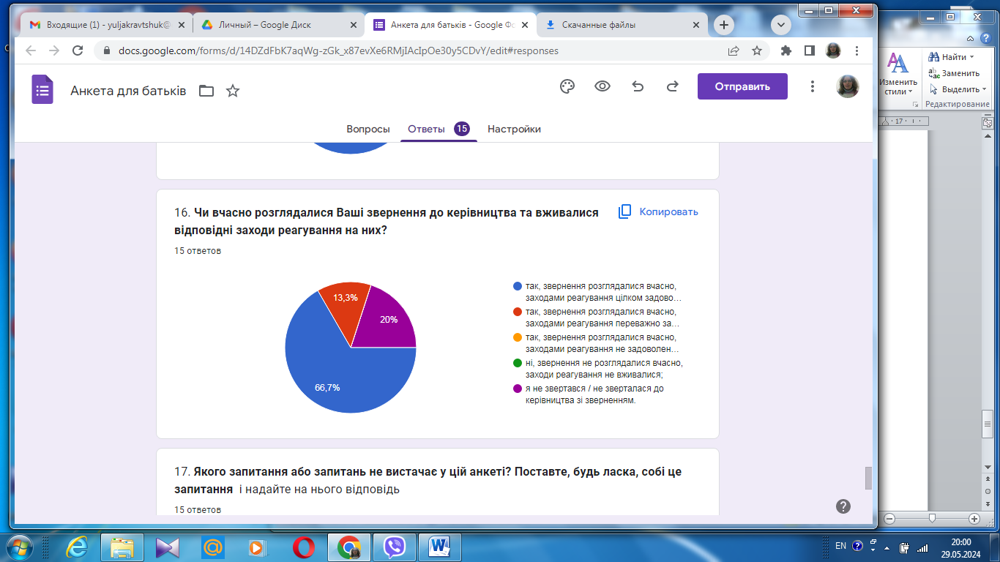 Входящие (1) - yuljakravtshuk@
Личный – Google Диск
Анкета для батьків - Google Фо
Скачанные файлы
docs.google.com/forms/d/14DZdFbK7aqWg-zGk_x87evXe6RMjIAcIpOe30y5CDvY/edit#responses
Анкета для батьків
Отправить
Вопросы
Ответы 15
Настройки
16. Чи вчасно розглядалися Ваші звернення до керівництва та вживалися
відповідні заходи реагування на них?
Копировать
15 ответов
13,3%
20%
66,7%
так, звернення розглядалися вчасно,
заходами реагування цілком задово…
так, звернення розглядалися вчасно,
заходами реагування переважно за…
так, звернення розглядалися вчасно,
заходами реагування не задоволен…
ні, звернення не розглядалися вчасно,
заходи реагування не вживалися;
я не звертався / не зверталася до
керівництва зі зверненням.
17. Якого запитання або запитань не вистачає у цій анкеті? Поставте, будь ласка, собі це
запитання і надайте на нього відповідь
15 ответов
Найти
Заменить
Выделить
Изменить
стили
Редактирование
17
EN
20:00
29.05.2024